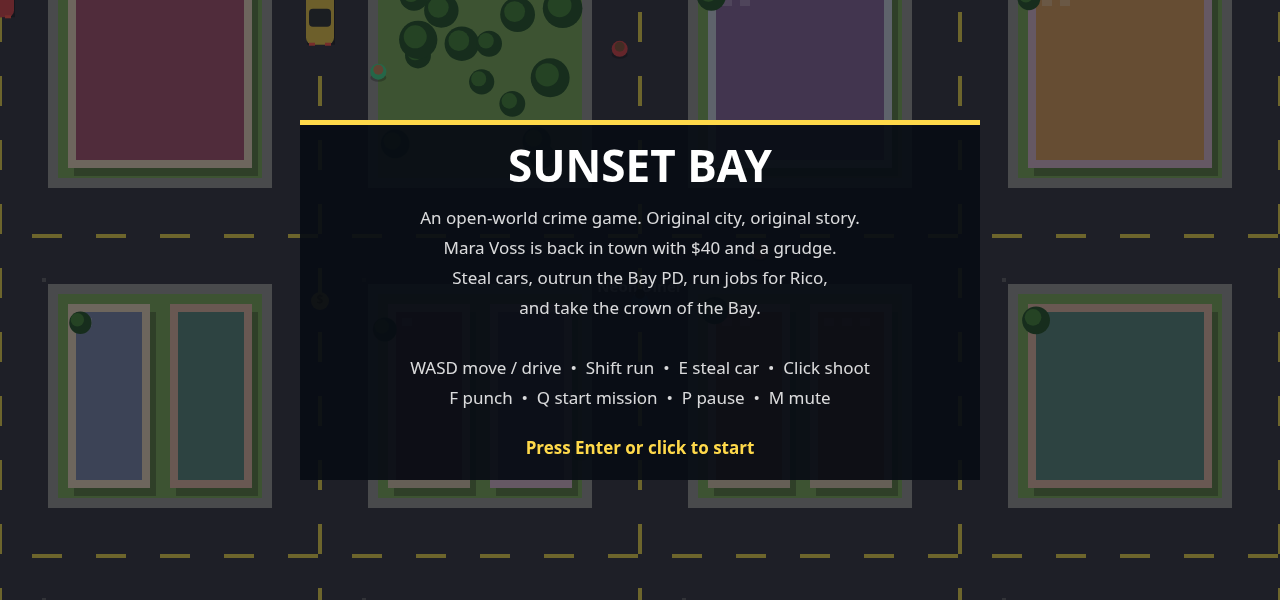 SUNSET BAY
An open-world crime game. Original city, original story.
Mara Voss is back in town with $40 and a grudge.
Steal cars, outrun the Bay PD, run jobs for Rico,
and take the crown of the Bay.
WASD move / drive • Shift run • E steal car • Click shoot
F punch • Q start mission • P pause • M mute
Press Enter or click to start